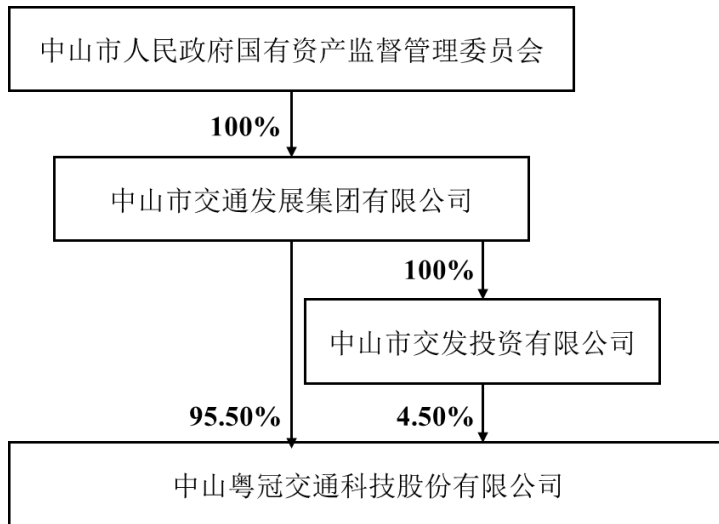 中山市人民政府国有资产监督管理委员会
100%
中山市交通发展集团有限公司
100%
中山市交发投资有限公司
95.50%
4.50%
中山粤冠交通科技股份有限公司